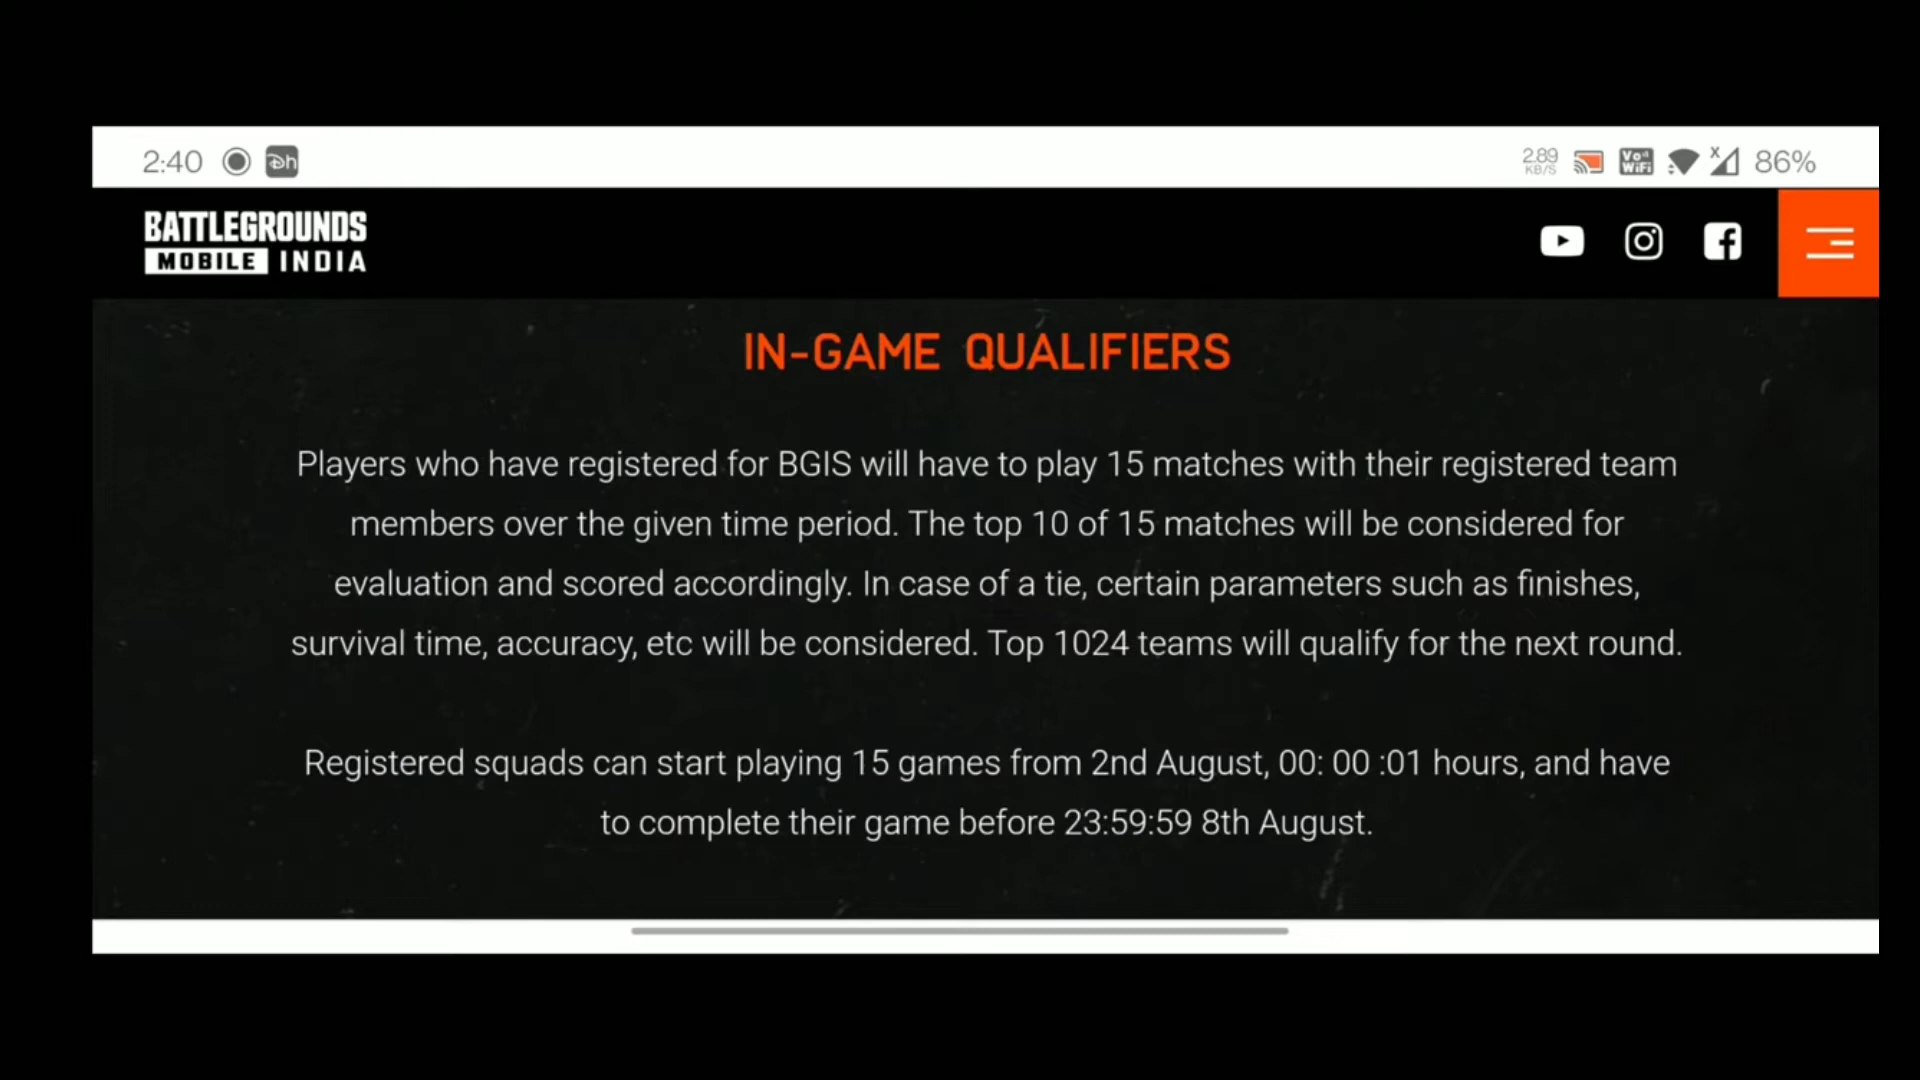 2:40 Dh 2.89 KB/S Vo WiFi X 86%
BATTLEGROUNDS
MOBILE INDIA
IN-GAME QUALIFIERS
Players who have registered for BGIS will have to play 15 matches with their registered team
members over the given time period. The top 10 of 15 matches will be considered for
evaluation and scored accordingly. In case of a tie, certain parameters such as finishes,
survival time, accuracy, etc will be considered. Top 1024 teams will qualify for the next round.
Registered squads can start playing 15 games from 2nd August, 00: 00 :01 hours, and have
to complete their game before 23:59:59 8th August.